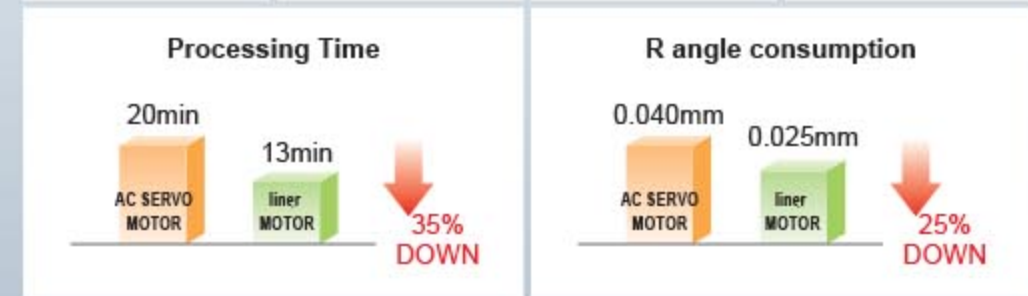 Processing Time
20min
13min
AC SERVO
MOTOR
liner
MOTOR
35%
DOWN
R angle consumption
0.040mm
0.025mm
AC SERVO
MOTOR
liner
MOTOR
25%
DOWN